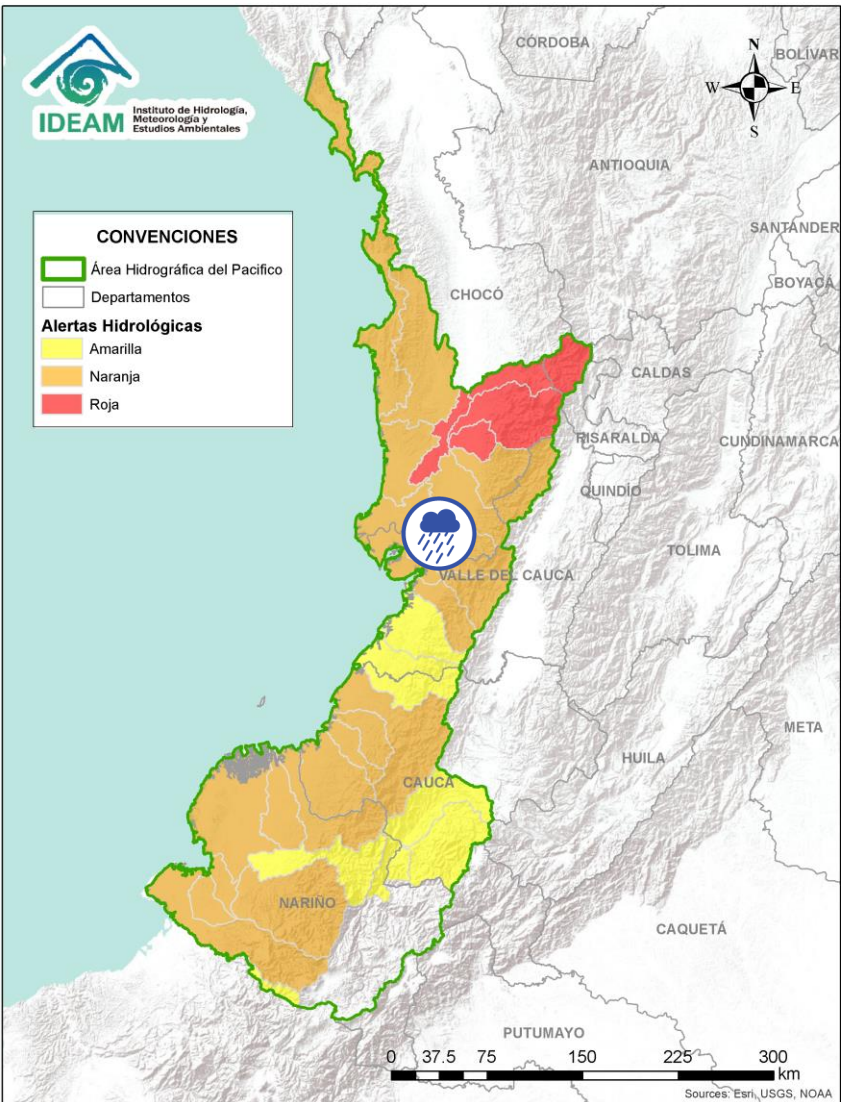 IDEAM
Instituto de Hidrología,
Meteorología y
Estudios Ambientales
N
W
E
S
CÓRDOBA
BOLIVAR
ANTIOQUIA
SANTANDER
BOYACÁ
CONVENCIONES
Área Hidrográfica del Pacifico
Departamentos
Alertas Hidrológicas
Amarilla
Naranja
Roja
CHOCÓ
CALDAS
RISARALDA
CUNDINAMARCA
QUINDÍO
TOLIMA
VALLE DEL CAUCA
META
HUILA
CAUCA
NARIÑO
CAQUETÁ
PUTUMAYO
0 37.5 75 150 225 300
km
Sources: Esri, USGS, NOAA